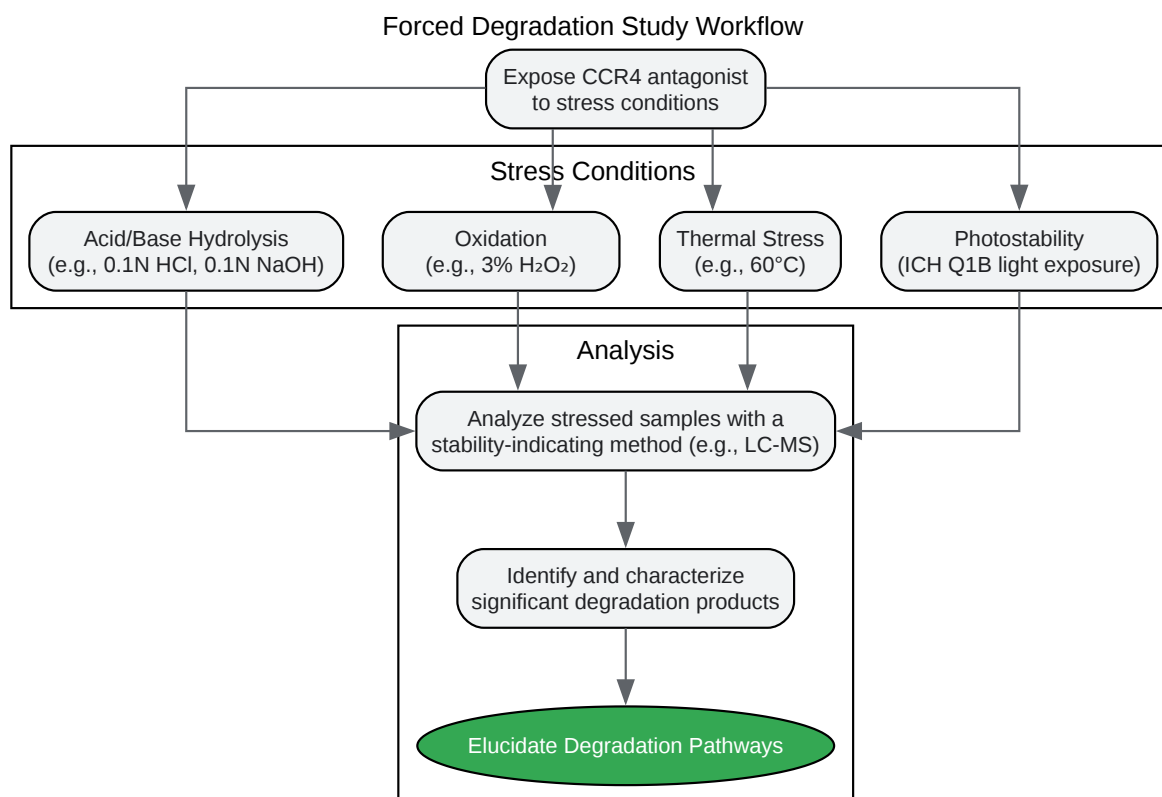 Forced Degradation Study Workflow
Expose CCR4 antagonist
to stress conditions
Stress Conditions
Acid/Base Hydrolysis
(e.g., 0.1N HCl, 0.1N NaOH)
Oxidation
(e.g., 3% H₂O₂)
Thermal Stress
(e.g., 60°C)
Photostability
(ICH Q1B light exposure)
Analysis
Analyze stressed samples with a
stability-indicating method (e.g., LC-MS)
Identify and characterize
significant degradation products
Elucidate Degradation Pathways